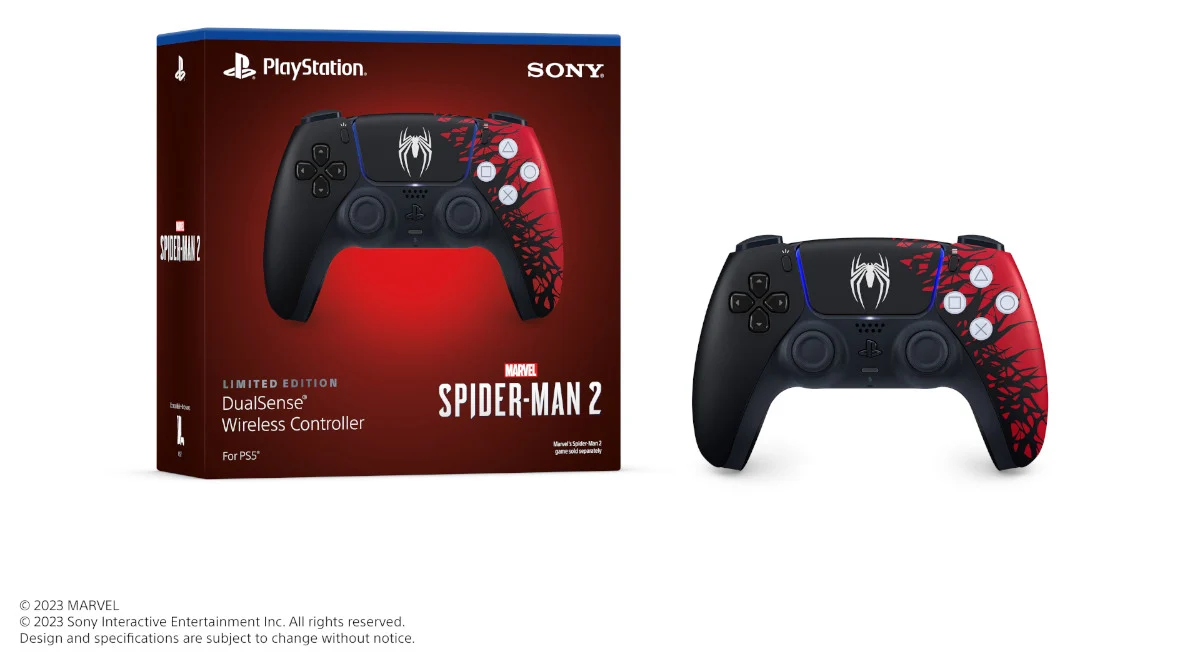 PlayStation®
SONY®
MARVEL
SPIDER-MAN 2
LIMITED EDITION
DualSense®
Wireless Controller
For PS5®
MARVEL
SPIDER-MAN 2
Marvel's Spider-Man 2
game sold separately
© 2023 MARVEL
© 2023 Sony Interactive Entertainment Inc. All rights reserved.
Design and specifications are subject to change without notice.